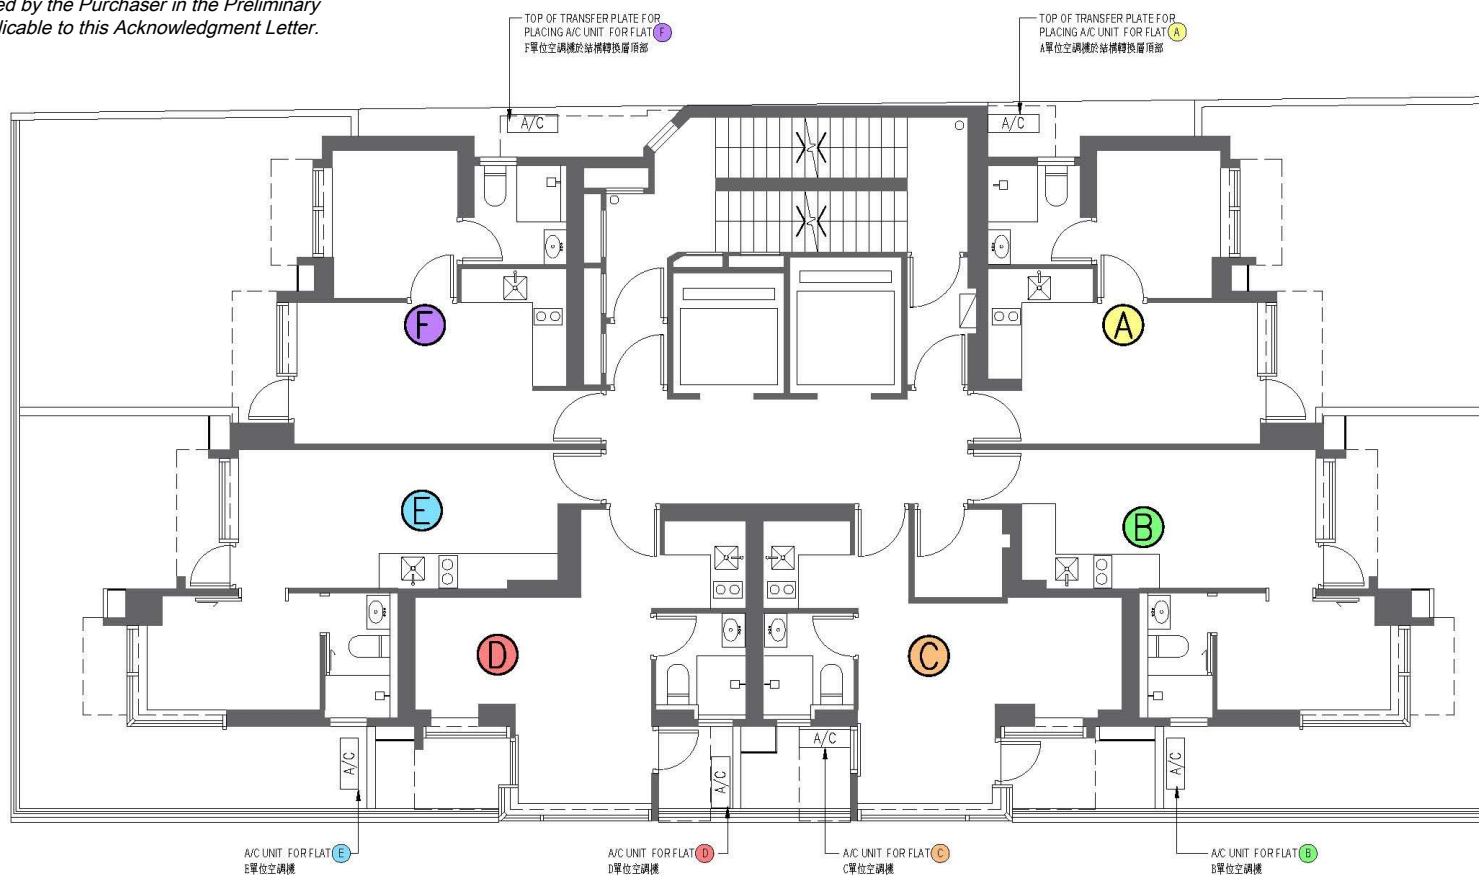 ed by the Purchaser in the Preliminary
licable to this Acknowledgment Letter.
TOP OF TRANSFER PLATE FOR
PLACING A/C UNIT FOR FLAT F
F單位空調機於結構轉換層頂部
TOP OF TRANSFER PLATE FOR
PLACING A/C UNIT FOR FLAT A
A單位空調機於結構轉換層頂部
A/C
A/C
F
A
E
B
D
C
A/C
A/C
A/C
A/C
A/C UNIT FOR FLAT E
E單位空調機
A/C UNIT FOR FLAT D
D單位空調機
A/C UNIT FOR FLAT C
C單位空調機
A/C UNIT FOR FLAT B
B單位空調機